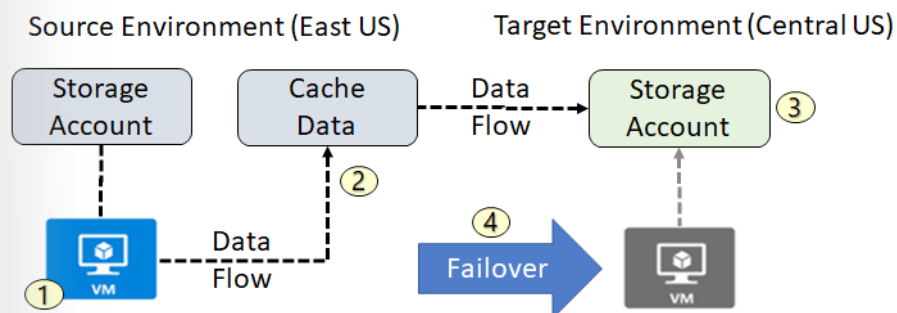 Source Environment (East US)
Target Environment (Central US)
Storage
Account
Cache
Data
Data
Flow
Storage
Account
3
2
1
VM
Data
Flow
4
Failover
VM